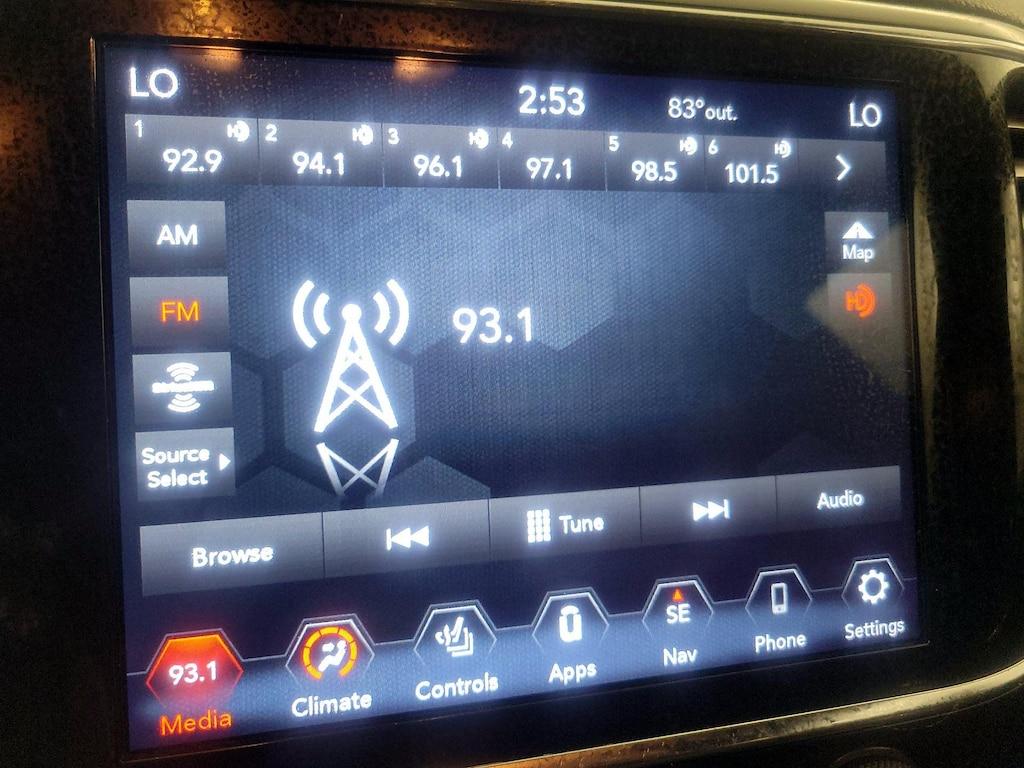 LO 2:53 83° out. LO
1 2 3 4 5 6
92.9 94.1 96.1 97.1 98.5 101.5
AM
Map
FM
HD
93.1
Source
Select
Browse Tune Audio
93.1 SE
Media Climate Controls Apps Nav Phone Settings